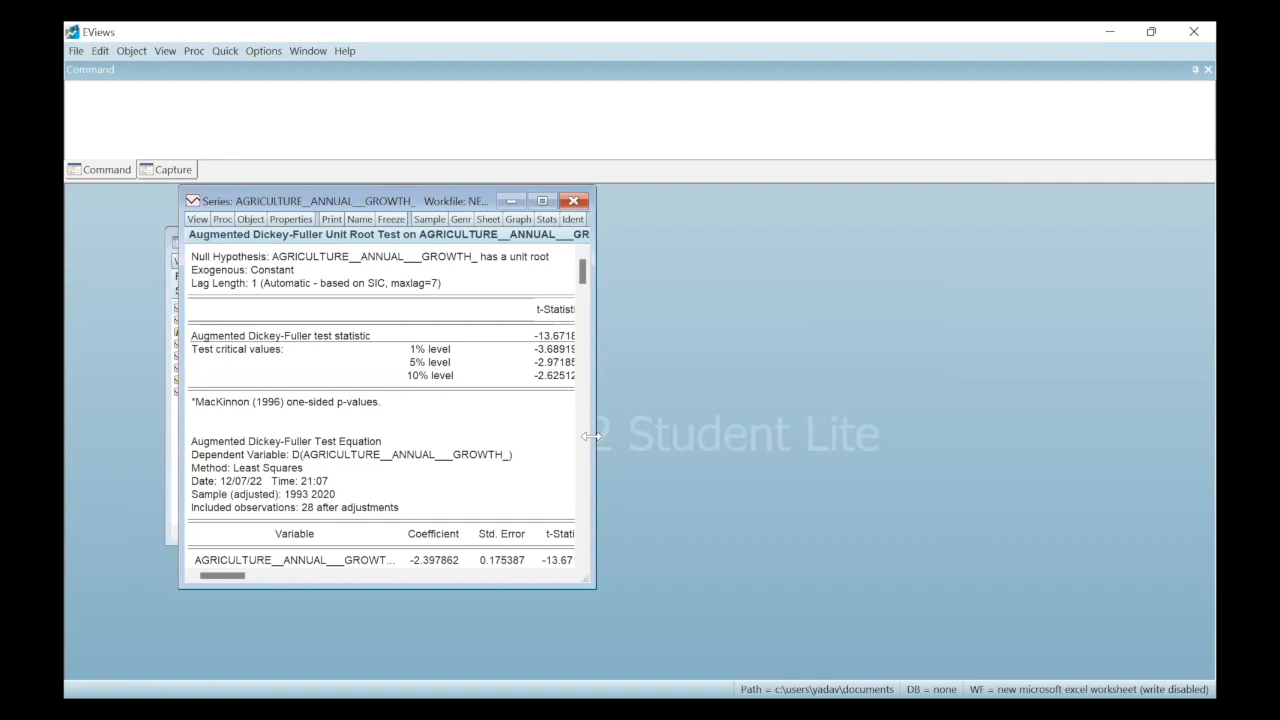 EViews
File Edit Object View Proc Quick Options Window Help
Command
Command Capture
Series: AGRICULTURE__ANNUAL___GROWTH_ Workfile: NE...
View Proc Object Properties Print Name Freeze Sample Genr Sheet Graph Stats Ident
Augmented Dickey-Fuller Unit Root Test on AGRICULTURE__ANNUAL___GR
Null Hypothesis: AGRICULTURE__ANNUAL___GROWTH_ has a unit root
Exogenous: Constant
Lag Length: 1 (Automatic - based on SIC, maxlag=7)
t-Statisti
Augmented Dickey-Fuller test statistic -13.6718
Test critical values: 1% level -3.68919
5% level -2.97185
10% level -2.62512
*MacKinnon (1996) one-sided p-values.
2 Student Lite
Augmented Dickey-Fuller Test Equation
Dependent Variable: D(AGRICULTURE__ANNUAL___GROWTH_)
Method: Least Squares
Date: 12/07/22 Time: 21:07
Sample (adjusted): 1993 2020
Included observations: 28 after adjustments
Variable Coefficient Std. Error t-Stati
AGRICULTURE__ANNUAL___GROWT... -2.397862 0.175387 -13.67
Path = c:\users\yadav\documents DB = none WF = new microsoft excel worksheet (write disabled)